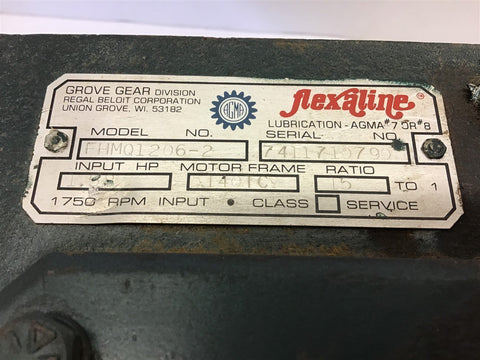 GROVE GEAR DIVISION
REGAL BELOIT CORPORATION
UNION GROVE, WI. 53182
AGMA
flexaline®
LUBRICATION - AGMA #7 OR #8
MODEL NO. SERIAL NO.
FHMQ1206-2
INPUT HP MOTOR FRAME RATIO
15 TO 1
1750 RPM INPUT • CLASS SERVICE